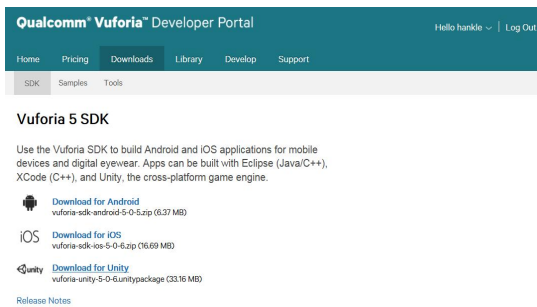 Qualcomm® Vuforia™ Developer Portal
Hello hankle | Log Out
Home Pricing Downloads Library Develop Support
SDK Samples Tools
Vuforia 5 SDK
Use the Vuforia SDK to build Android and iOS applications for mobile
devices and digital eyewear. Apps can be built with Eclipse (Java/C++),
XCode (C++), and Unity, the cross-platform game engine.
Download for Android
vuforia-sdk-android-5-0-5.zip (6.37 MB)
iOS Download for iOS
vuforia-sdk-ios-5-0-6.zip (16.69 MB)
unity Download for Unity
vuforia-unity-5-0-6.unitypackage (33.16 MB)
Release Notes